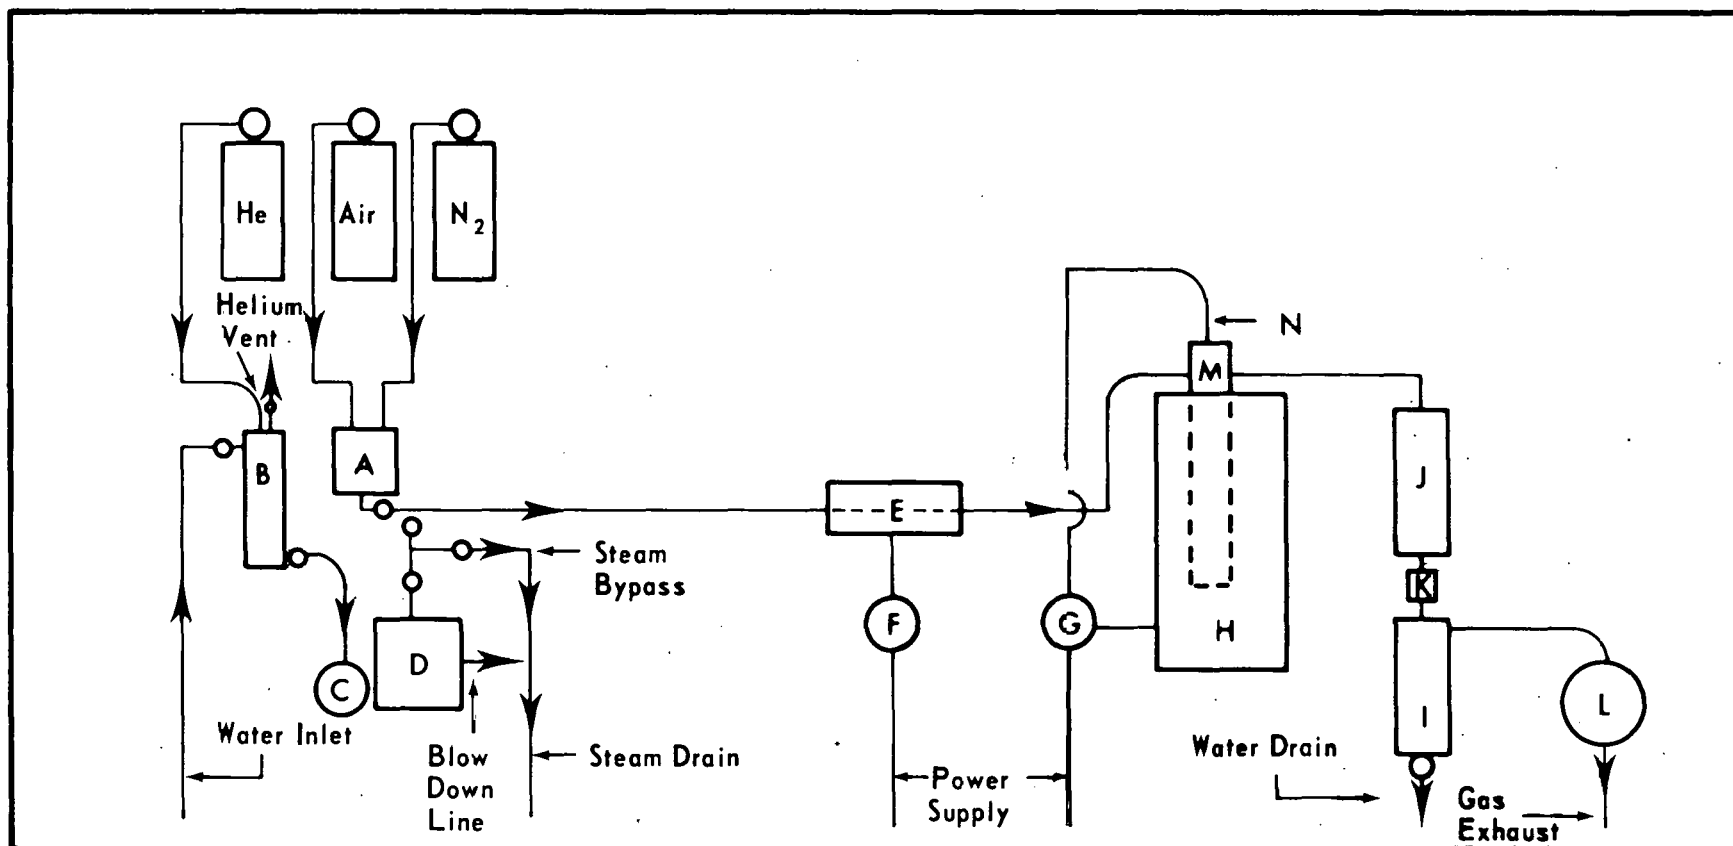 He
Air
N2
Helium
Vent
B
A
C
D
Water Inlet
Blow
Down
Line
Steam
Bypass
Steam Drain
E
F
G
Power
Supply
N
M
H
J
K
I
L
Water Drain
Gas
Exhaust